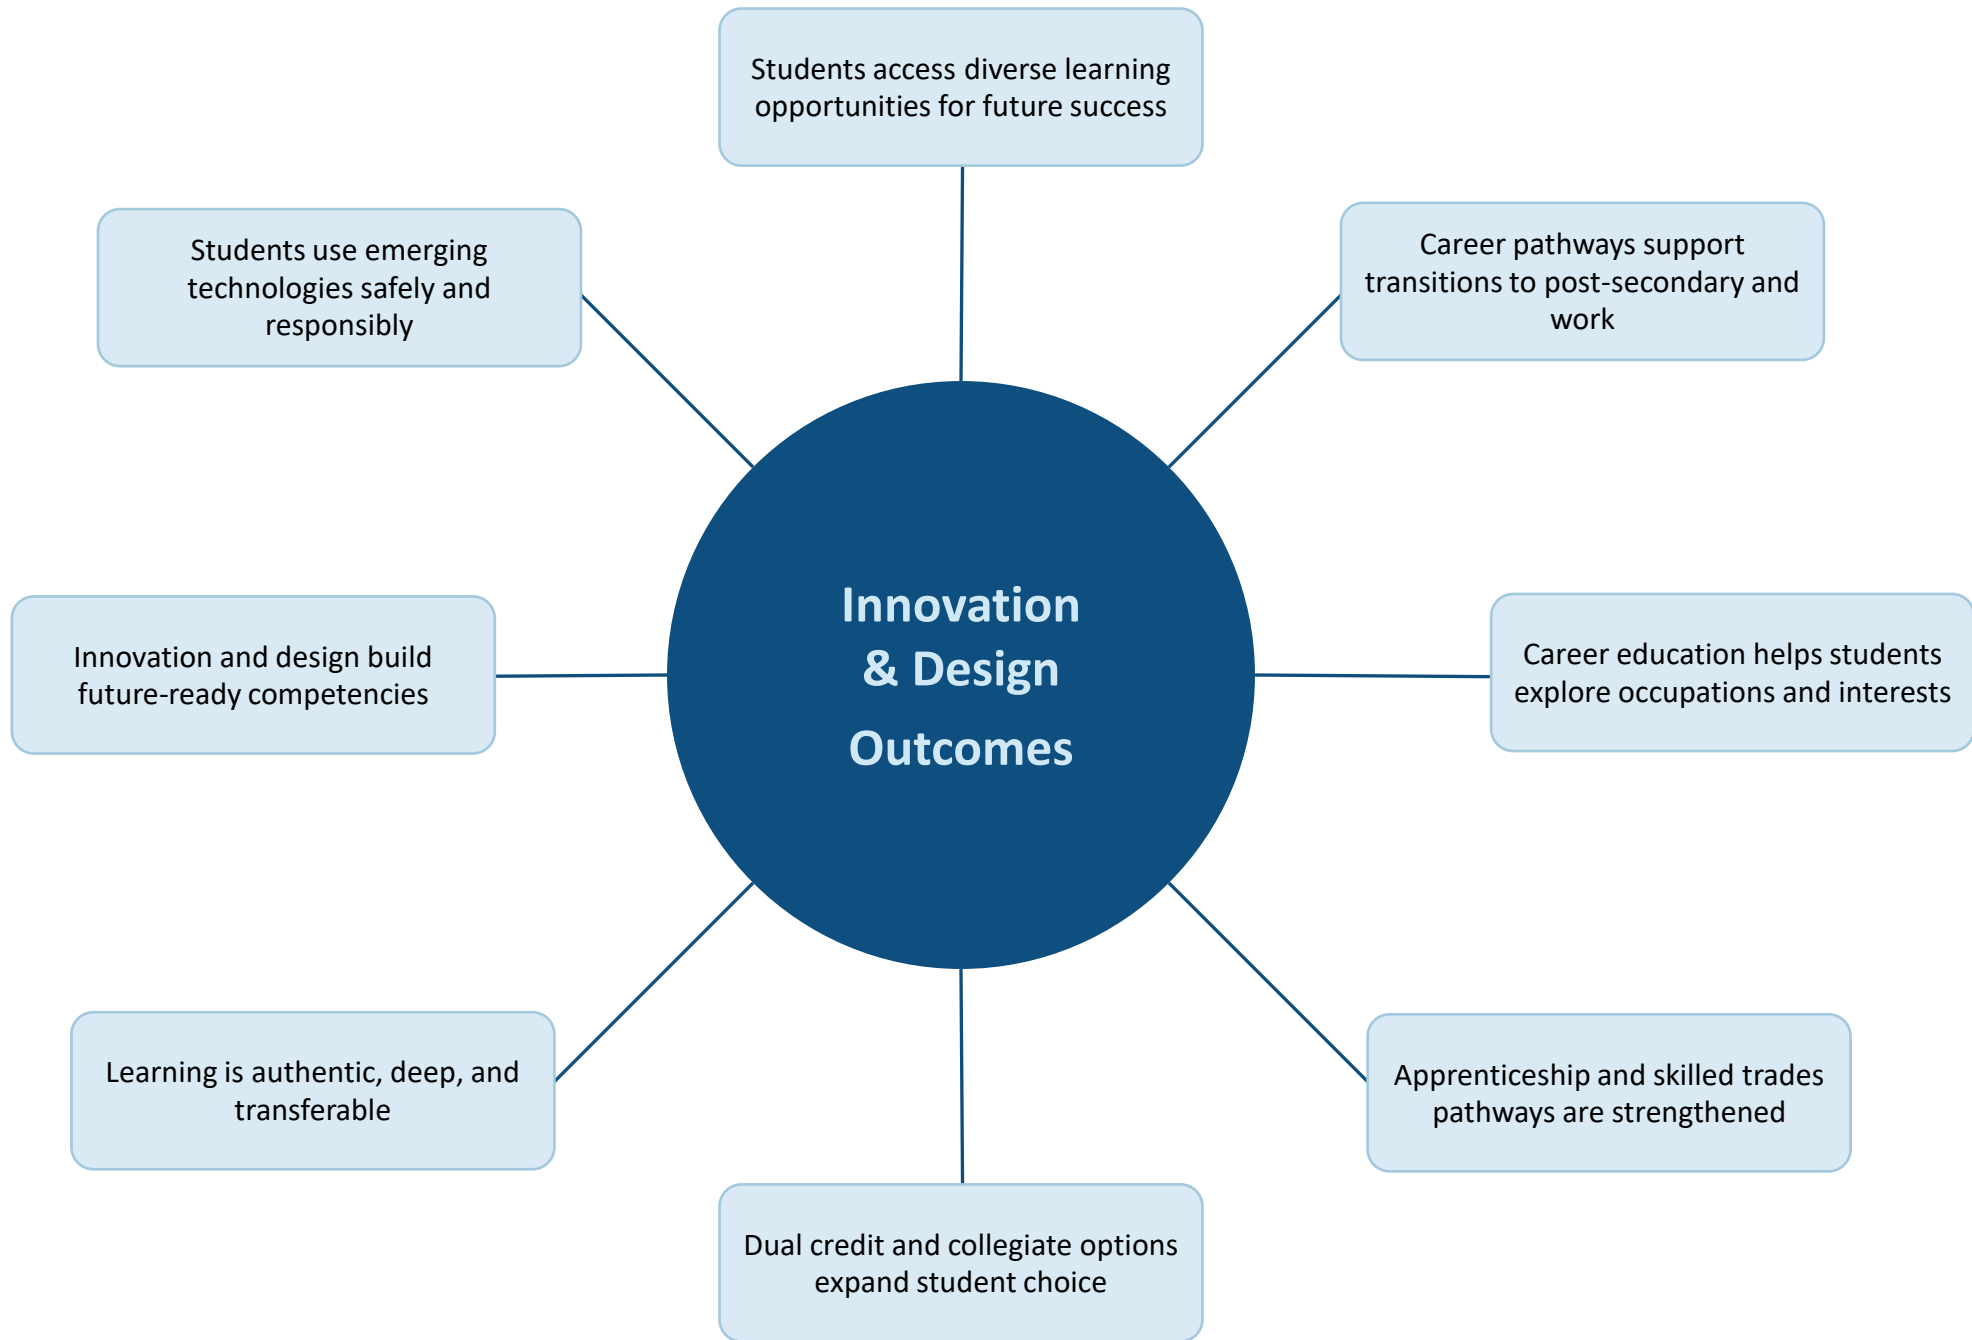 Students access diverse learning
opportunities for future success
Students use emerging
technologies safely and
responsibly
Career pathways support
transitions to post-secondary and
work
Innovation
& Design
Outcomes
Innovation and design build
future-ready competencies
Career education helps students
explore occupations and interests
Learning is authentic, deep, and
transferable
Apprenticeship and skilled trades
pathways are strengthened
Dual credit and collegiate options
expand student choice